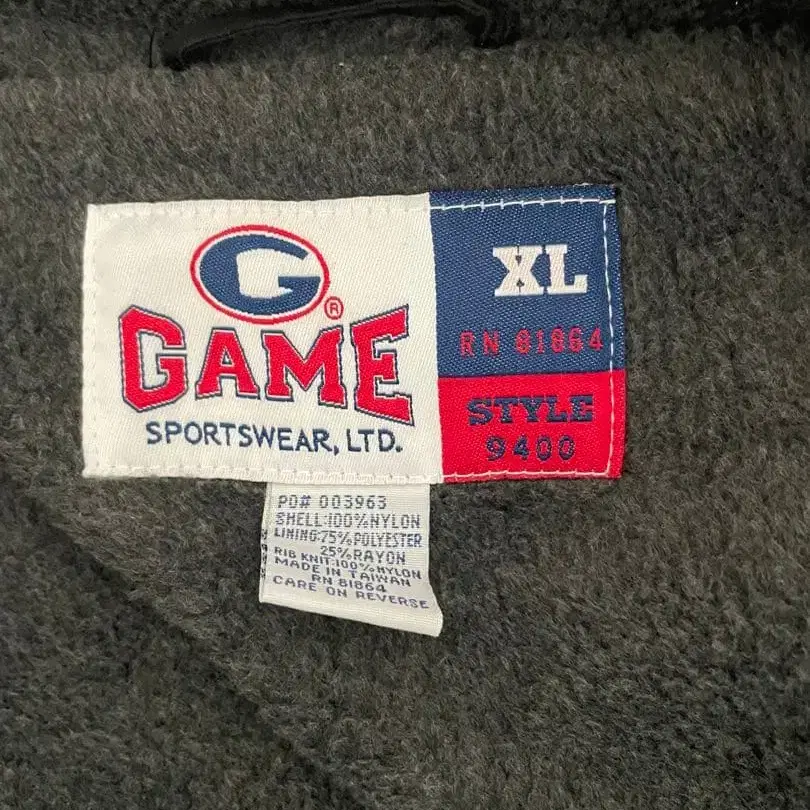 G
®
GAME
SPORTSWEAR, LTD.
XL
RN 81864
STYLE
9400
PO# 003963
SHELL:100%NYLON
LINING:75%POLYESTER
25%RAYON
RIB KNIT:100%NYLON
MADE IN TAIWAN
RN 81864
CARE ON REVERSE